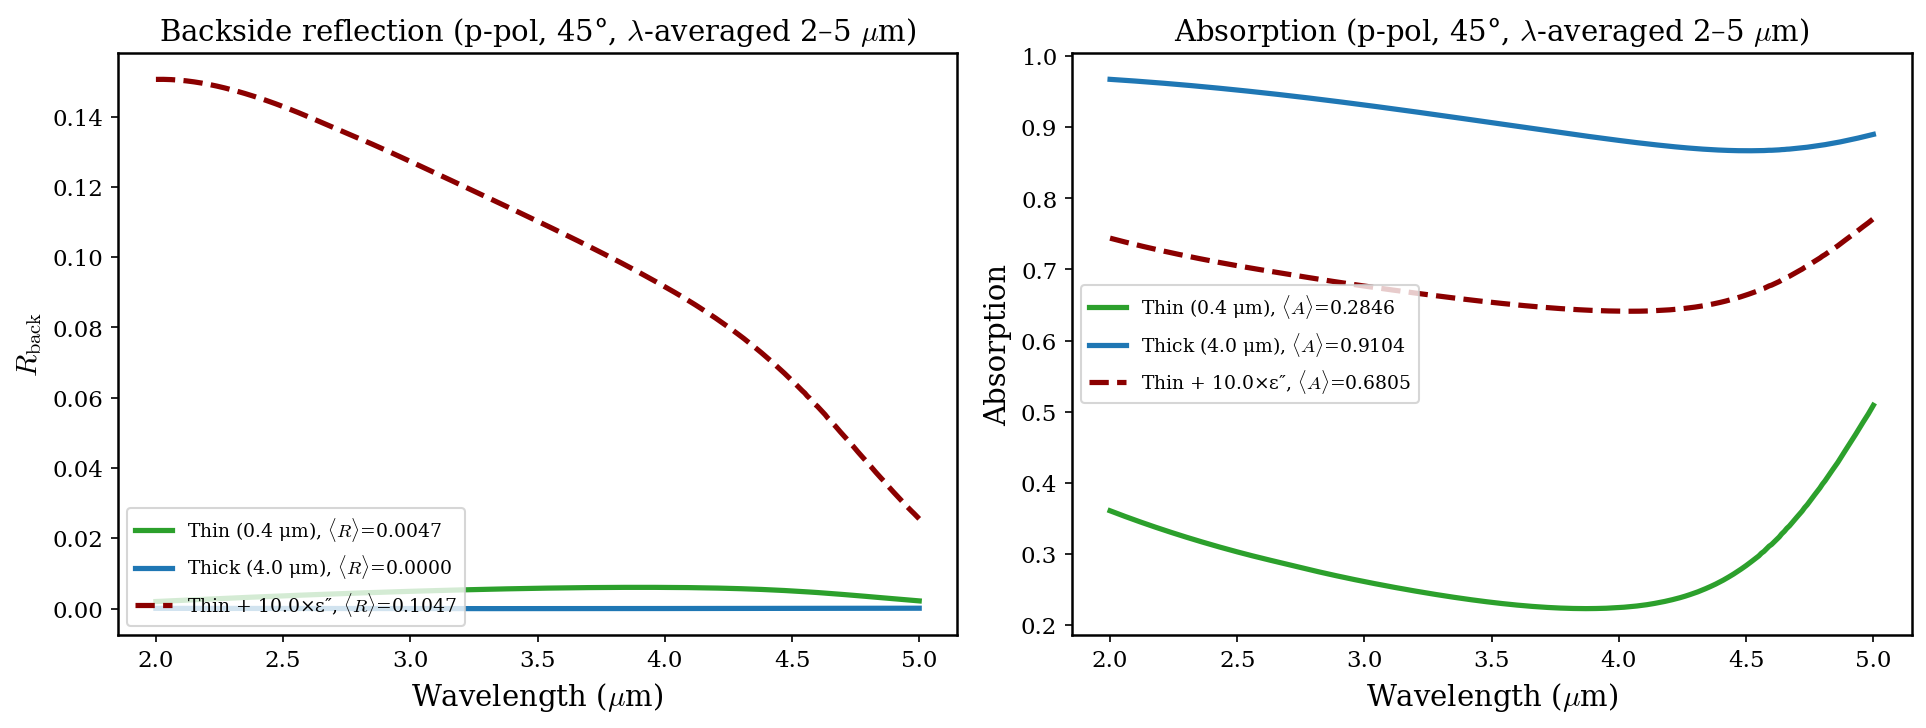 Backside reflection (p-pol, 45°, λ-averaged 2–5 μm)
R_back
0.14
0.12
0.10
0.08
0.06
0.04
0.02
0.00
Thin (0.4 μm), ⟨R⟩=0.0047
Thick (4.0 μm), ⟨R⟩=0.0000
Thin + 10.0×ε″, ⟨R⟩=0.1047
2.0 2.5 3.0 3.5 4.0 4.5 5.0
Wavelength (μm)
Absorption (p-pol, 45°, λ-averaged 2–5 μm)
Absorption
1.0
0.9
0.8
0.7
0.6
0.5
0.4
0.3
0.2
Thin (0.4 μm), ⟨A⟩=0.2846
Thick (4.0 μm), ⟨A⟩=0.9104
Thin + 10.0×ε″, ⟨A⟩=0.6805
2.0 2.5 3.0 3.5 4.0 4.5 5.0
Wavelength (μm)